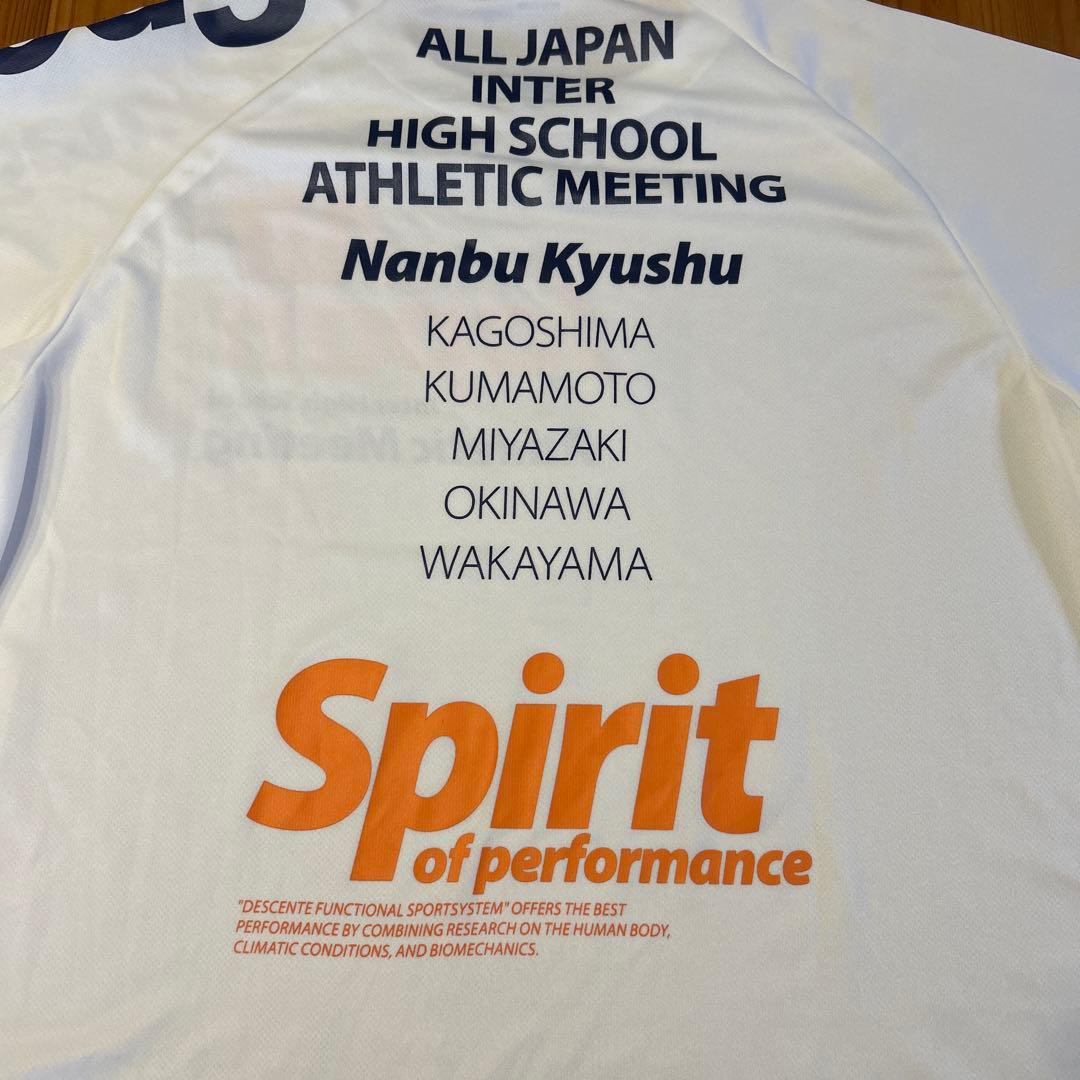 ALL JAPAN
INTER
HIGH SCHOOL
ATHLETIC MEETING
Nanbu Kyushu
KAGOSHIMA
KUMAMOTO
MIYAZAKI
OKINAWA
WAKAYAMA
Spirit
of performance
"DESCENTE FUNCTIONAL SPORTSYSTEM" OFFERS THE BEST
PERFORMANCE BY COMBINING RESEARCH ON THE HUMAN BODY,
CLIMATIC CONDITIONS, AND BIOMECHANICS.